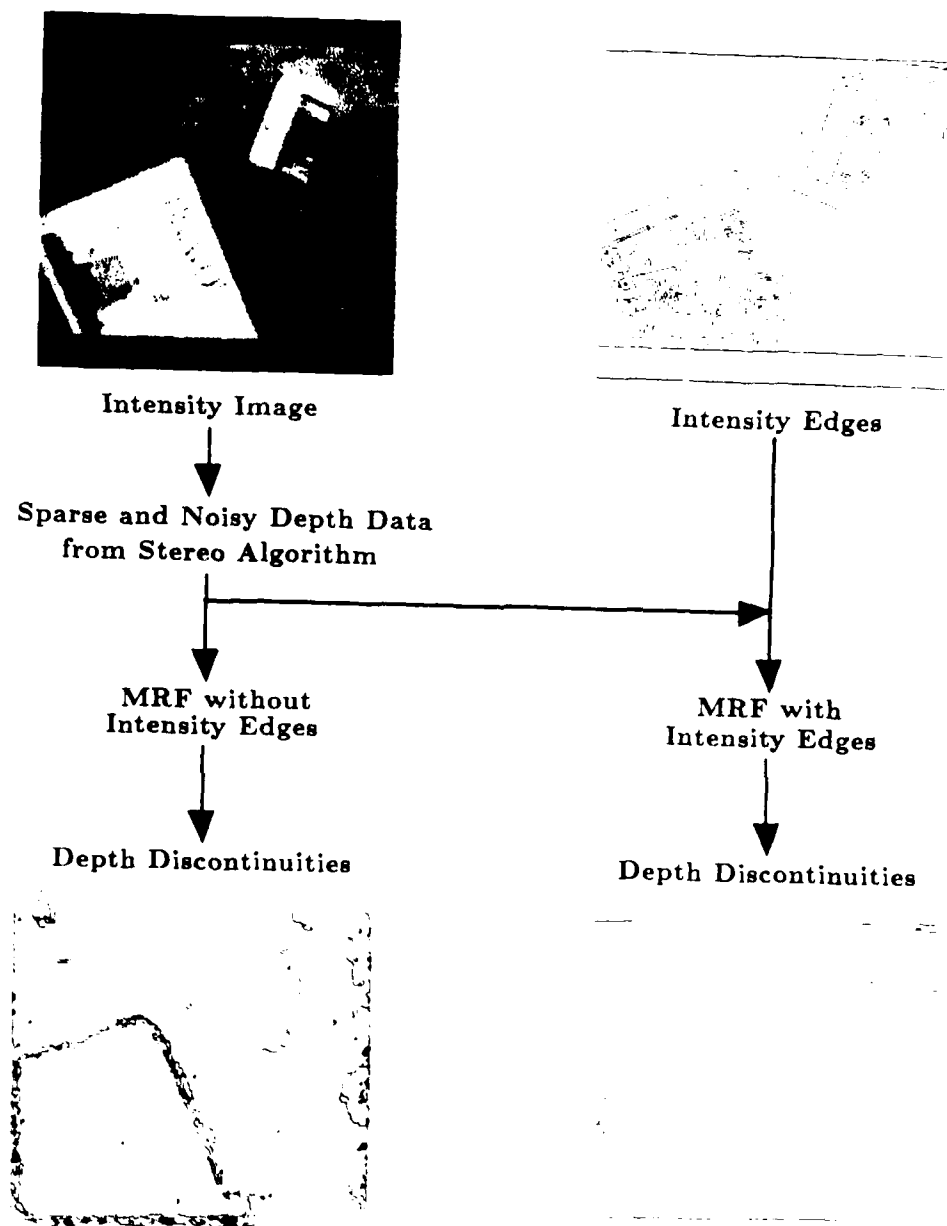 Intensity Image
Intensity Edges
Sparse and Noisy Depth Data
from Stereo Algorithm
MRF without
Intensity Edges
MRF with
Intensity Edges
Depth Discontinuities
Depth Discontinuities